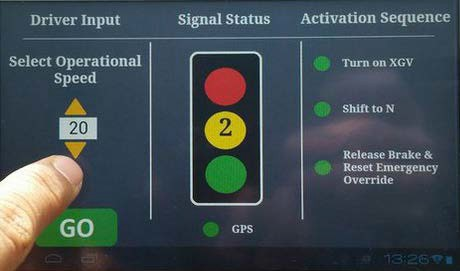 Driver Input
Signal Status
Activation Sequence
Select Operational
Speed
20
GO
2
GPS
Turn on XGV
Shift to N
Release Brake &
Reset Emergency
Override
13:26